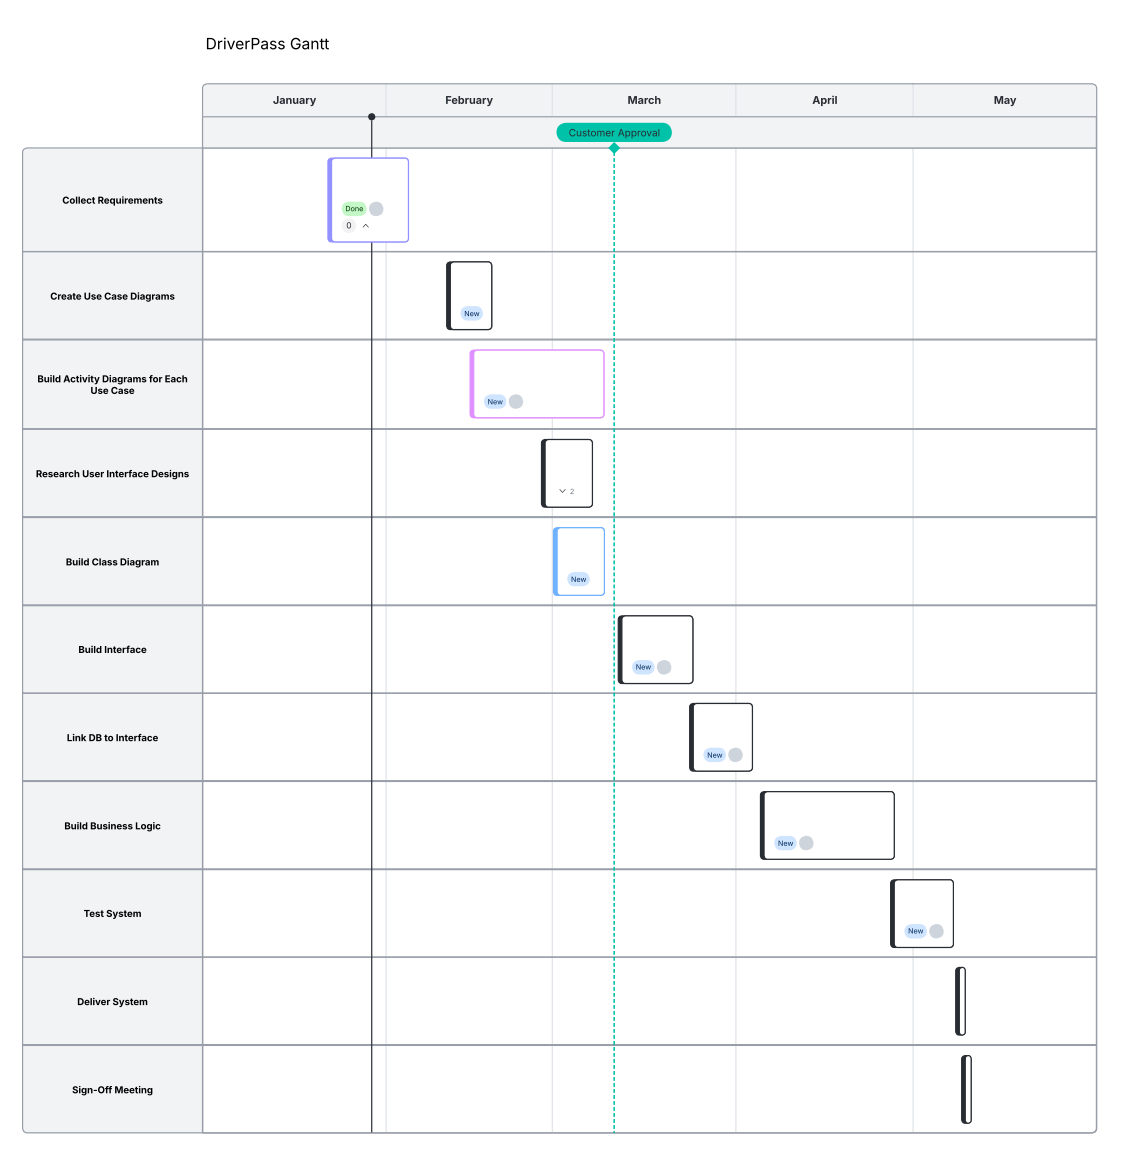 DriverPass Gantt
January February March April May
Customer Approval
Collect Requirements
Done
0
Create Use Case Diagrams
New
Build Activity Diagrams for Each
Use Case
New
Research User Interface Designs
2
Build Class Diagram
New
Build Interface
New
Link DB to Interface
New
Build Business Logic
New
Test System
New
Deliver System
Sign-Off Meeting